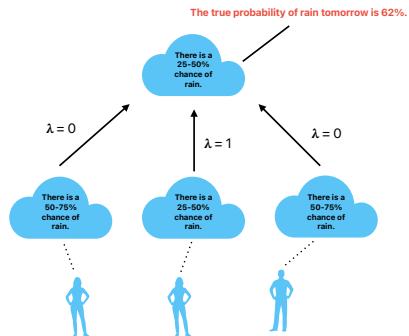 The true probability of rain tomorrow is 62%.
There is a
25-50%
chance of
rain.
λ = 0
λ = 1
λ = 0
There is a
50-75%
chance of
rain.
There is a
25-50%
chance of
rain.
There is a
50-75%
chance of
rain.